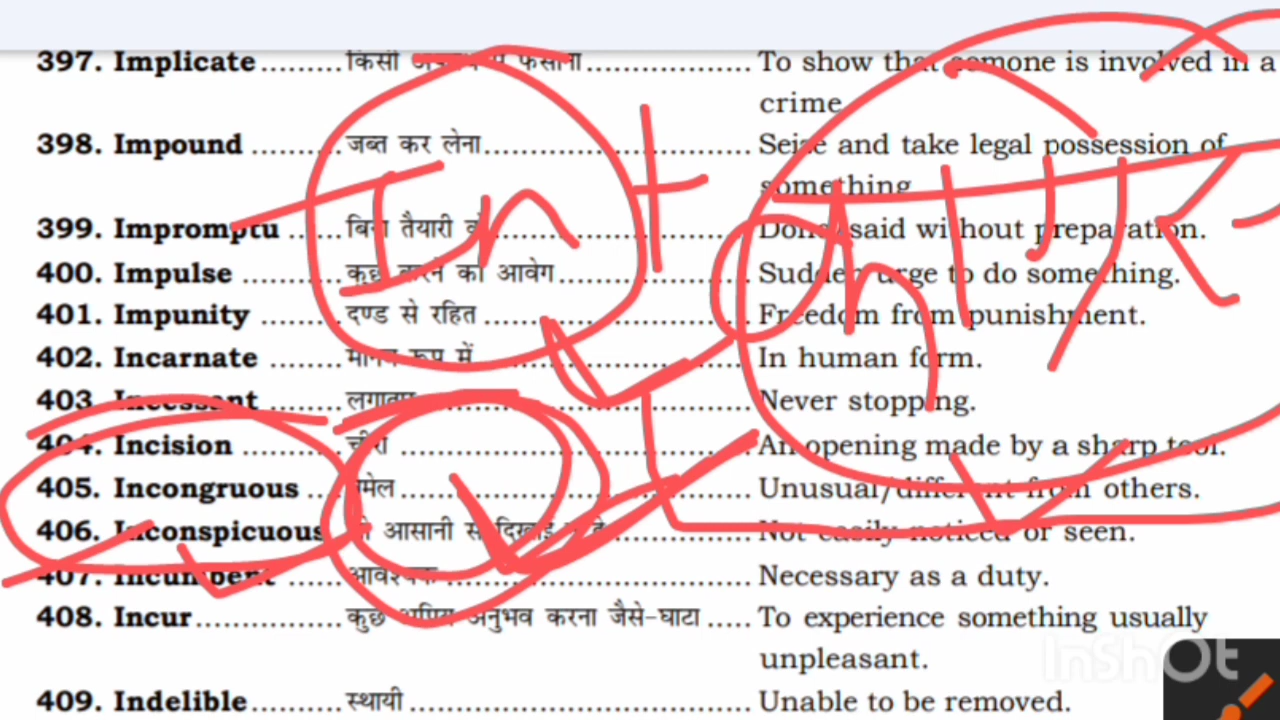 397. Implicate.........किसी ... फंसाना.................. To show that somone is involved in a
crime.
398. Impound ..........जब्त कर लेना............................. Seize and take legal possession of
something
399. Impromptu ......बिना तैयारी के............................. Done/said without preparation.
400. Impulse ...........कुछ करने का आवेग..................... Sudden urge to do something.
401. Impunity ........दण्ड से रहित.............................. Freedom from punishment.
402. Incarnate ........मानव रूप में.............................. In human form.
403. Incessant ........लगातार.................................... Never stopping.
404. Incision ..........चीरा........................................ An opening made by a sharp tool.
405. Incongruous ..................................... Unusual/different from others.
406. Inconspicuous जो आसानी से दिखाई न दे.................. Not easily noticed or seen.
407. Incumbent ......आवश्यक.................................. Necessary as a duty.
408. Incur...............कुछ अप्रिय अनुभव करना जैसे-घाटा ..... To experience something usually
unpleasant.
409. Indelible..........स्थायी...................................... Unable to be removed.
InShOt